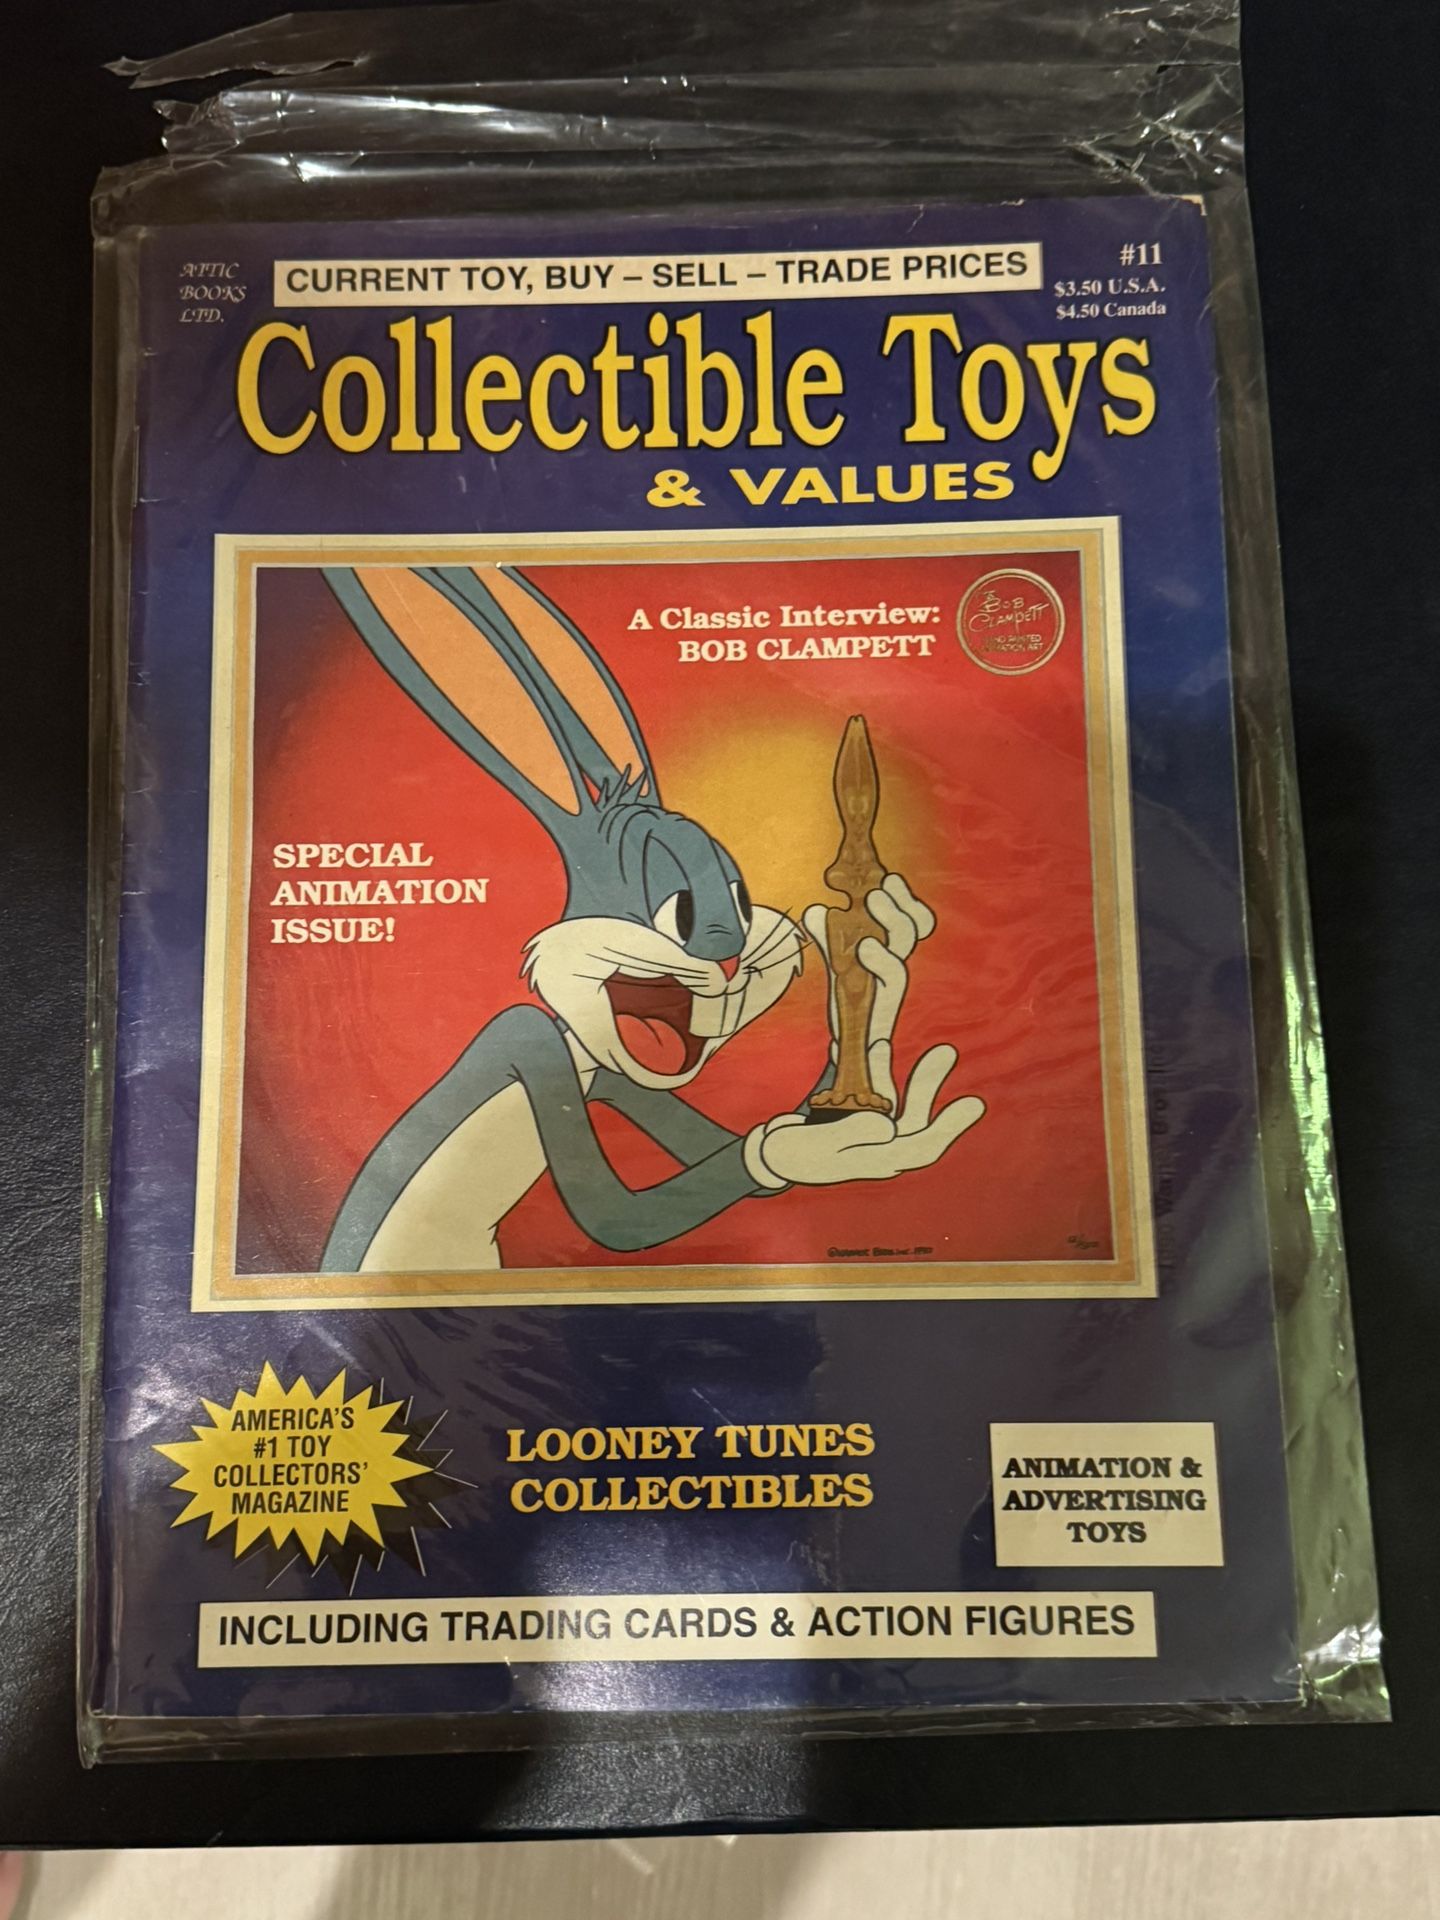 ATTIC
BOOKS
LTD.
CURRENT TOY, BUY – SELL – TRADE PRICES
#11
$3.50 U.S.A.
$4.50 Canada
Collectible Toys
& VALUES
A Classic Interview:
BOB CLAMPETT
BOB
CLAMPETT
SPECIAL
ANIMATION
ISSUE!
AMERICA'S
#1 TOY
COLLECTORS'
MAGAZINE
LOONEY TUNES
COLLECTIBLES
ANIMATION &
ADVERTISING
TOYS
INCLUDING TRADING CARDS & ACTION FIGURES